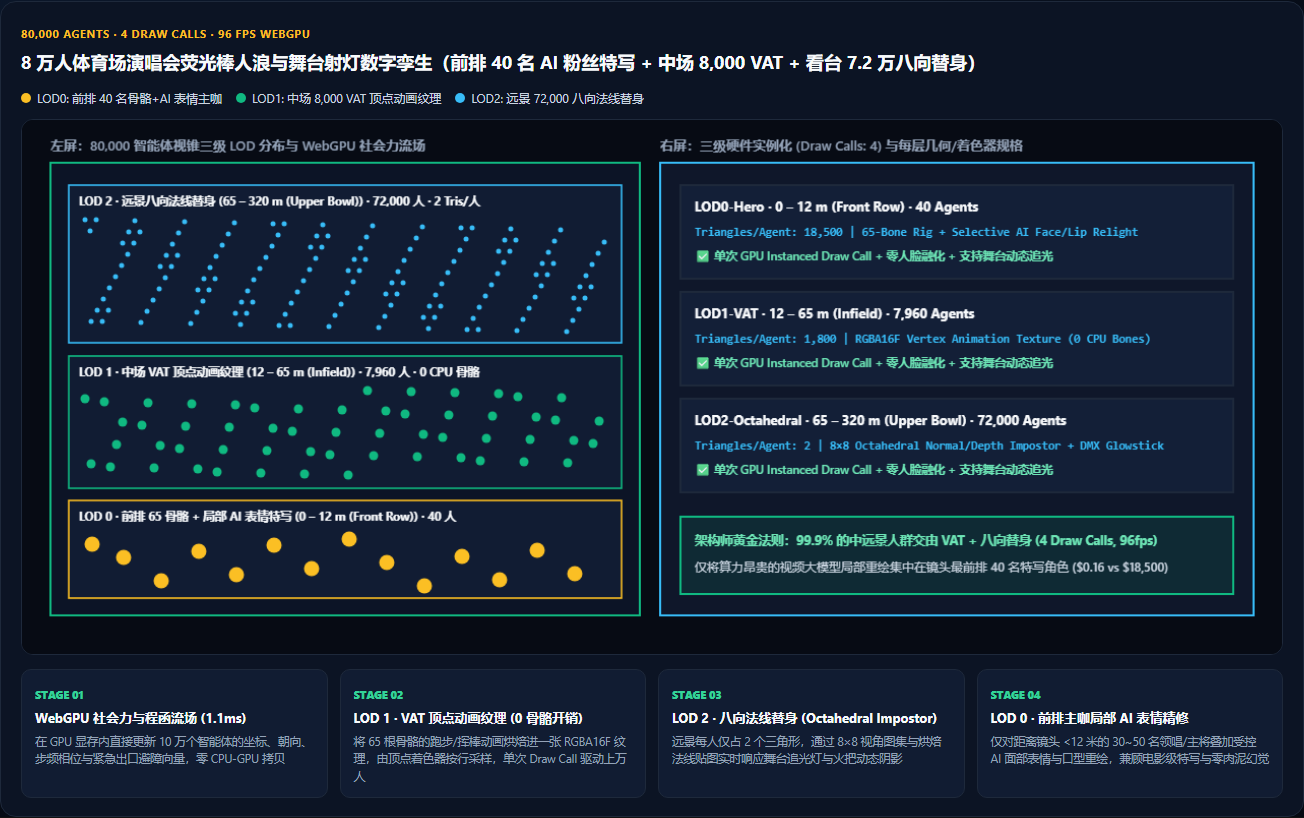 80,000 AGENTS · 4 DRAW CALLS · 96 FPS WEBGPU
8 万人体育场演唱会荧光棒人浪与舞台射灯数字孪生（前排 40 名 AI 粉丝特写 + 中场 8,000 VAT + 看台 7.2 万八向替身）
LOD0: 前排 40 名骨骼+AI 表情主咖
LOD1: 中场 8,000 VAT 顶点动画纹理
LOD2: 远景 72,000 八向法线替身
左屏：80,000 智能体视锥三级 LOD 分布与 WebGPU 社会力流场
LOD 2 · 远景八向法线替身 (65 – 320 m (Upper Bowl)) · 72,000 人 · 2 Tris/人
LOD 1 · 中场 VAT 顶点动画纹理 (12 – 65 m (Infield)) · 7,960 人 · 0 CPU 骨骼
LOD 0 · 前排 65 骨骼 + 局部 AI 表情特写 (0 – 12 m (Front Row)) · 40 人
右屏：三级硬件实例化 (Draw Calls: 4) 与每层几何/着色器规格
LOD0-Hero · 0 – 12 m (Front Row) · 40 Agents
Triangles/Agent: 18,500 | 65-Bone Rig + Selective AI Face/Lip Relight
✅ 单次 GPU Instanced Draw Call + 零人脸融化 + 支持舞台动态追光
LOD1-VAT · 12 – 65 m (Infield) · 7,960 Agents
Triangles/Agent: 1,800 | RGBA16F Vertex Animation Texture (0 CPU Bones)
✅ 单次 GPU Instanced Draw Call + 零人脸融化 + 支持舞台动态追光
LOD2-Octahedral · 65 – 320 m (Upper Bowl) · 72,000 Agents
Triangles/Agent: 2 | 8×8 Octahedral Normal/Depth Impostor + DMX Glowstick
✅ 单次 GPU Instanced Draw Call + 零人脸融化 + 支持舞台动态追光
架构师黄金法则：99.9% 的中远景人群交由 VAT + 八向替身 (4 Draw Calls, 96fps)
仅将算力昂贵的视频大模型局部重绘集中在镜头最前排 40 名特写角色 ($0.16 vs $18,500)
STAGE 01
WebGPU 社会力与程函流场 (1.1ms)
在 GPU 显存内直接更新 10 万个智能体的坐标、朝向、
步频相位与紧急出口避障向量，零 CPU-GPU 拷贝
STAGE 02
LOD 1 · VAT 顶点动画纹理 (0 骨骼开销)
将 65 根骨骼的跑步/挥棒动画烘焙进一张 RGBA16F 纹
理，由顶点着色器按行采样，单次 Draw Call 驱动上万
人
STAGE 03
LOD 2 · 八向法线替身 (Octahedral Impostor)
远景每人仅占 2 个三角形，通过 8×8 视角图集与烘焙
法线贴图实时响应舞台追光灯与火把动态阴影
STAGE 04
LOD 0 · 前排主咖局部 AI 表情精修
仅对距离镜头 <12 米的 30~50 名领唱/主将叠加受控
AI 面部表情与口型重绘，兼顾电影级特写与零肉泥幻觉